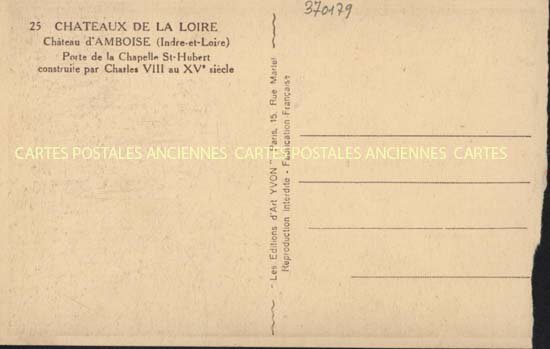 370179
25 CHATEAUX DE LA LOIRE
Château d'AMBOISE (Indre-et-Loire)
Porte de la Chapelle St-Hubert
construite par Charles VIII au XVe siècle
CARTES POSTALES ANCIENNES CARTES POSTALES ANCIENNES CARTES
"Les Editions d'Art YVON" Paris, 15, Rue Martel
Reproduction Interdite - Fabrication Française